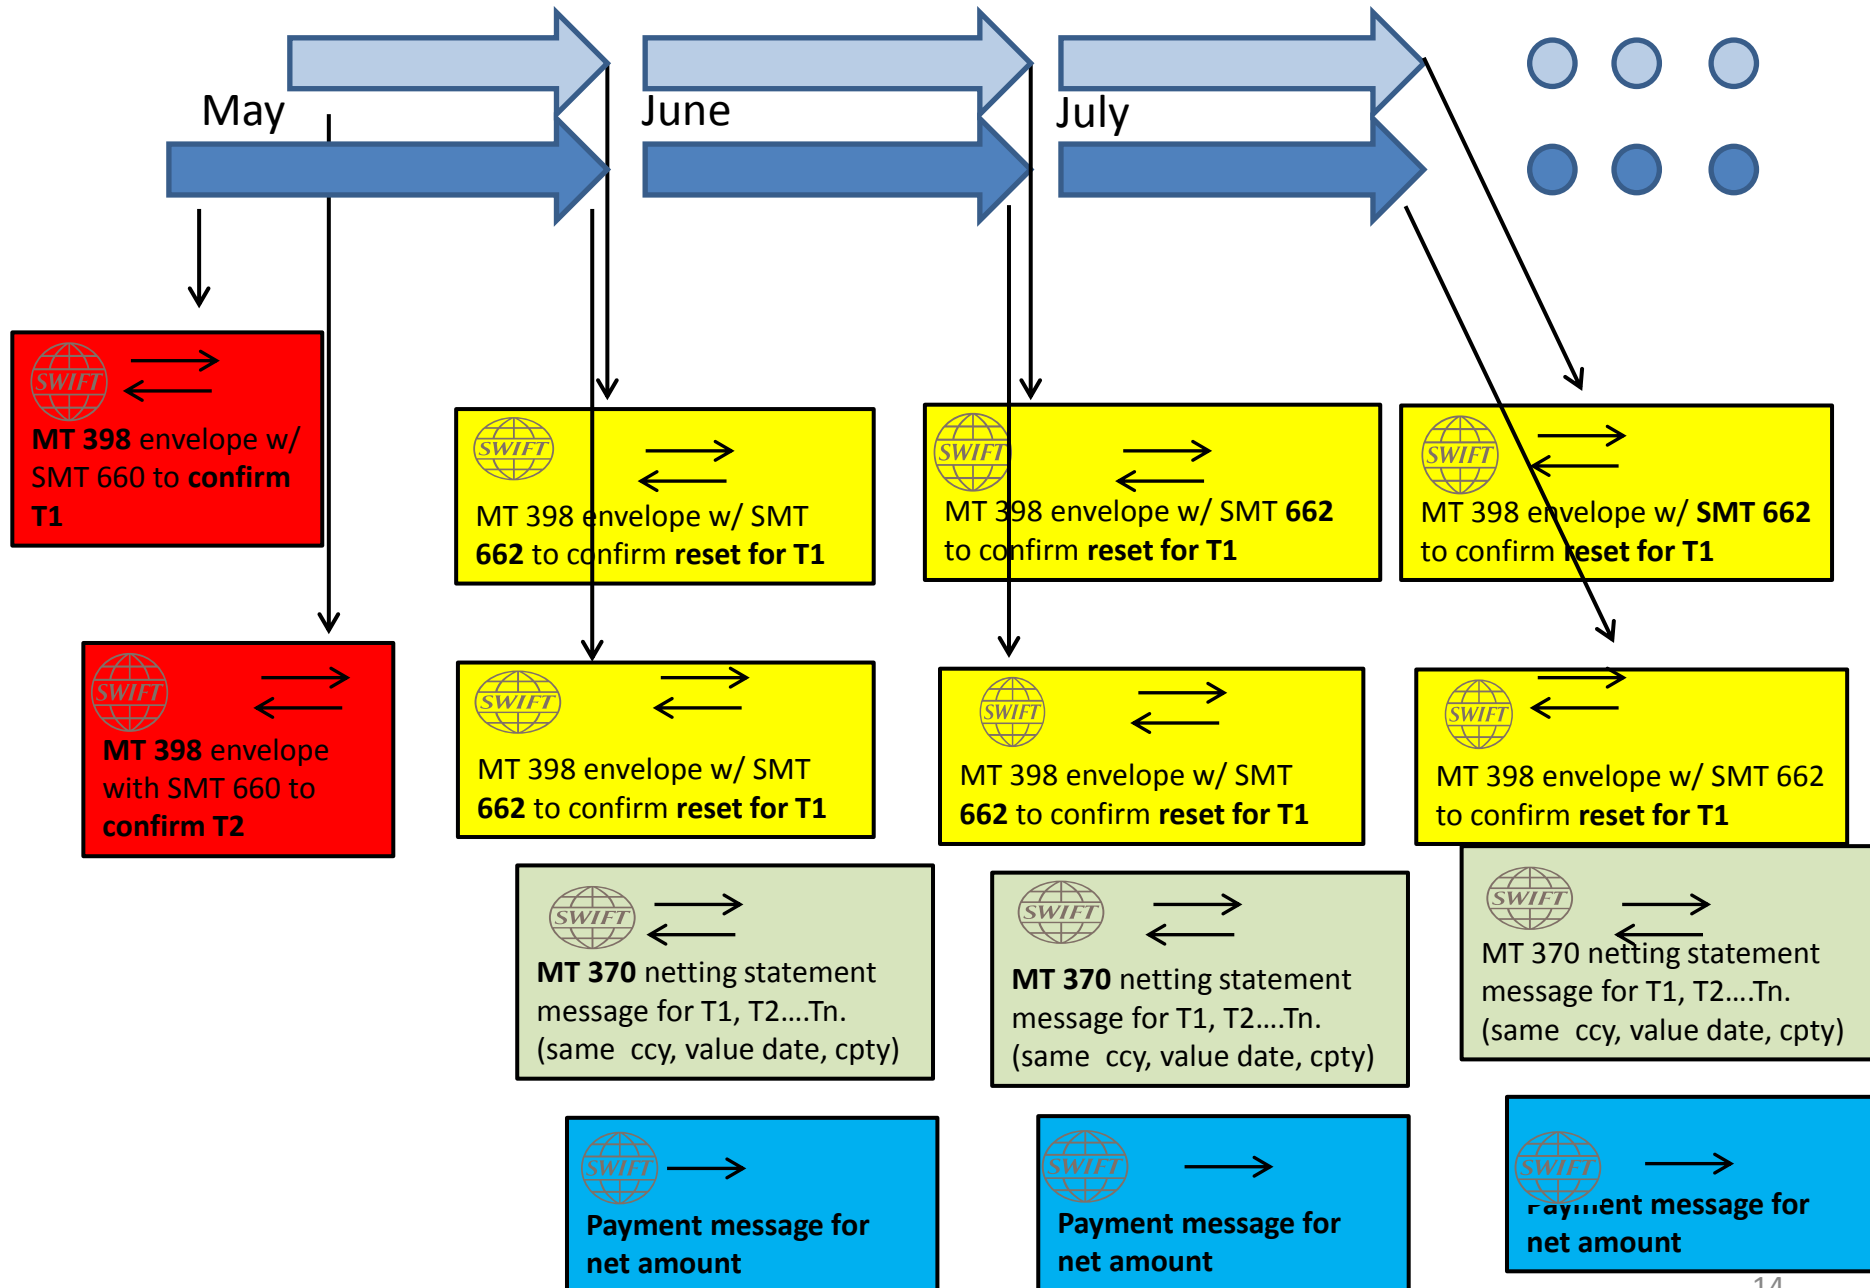 May
June
July
SWIFT
MT 398 envelope w/
SMT 660 to confirm
T1
SWIFT
MT 398 envelope w/ SMT
662 to confirm reset for T1
SWIFT
MT 398 envelope w/ SMT 662
to confirm reset for T1
SWIFT
MT 398 envelope w/ SMT 662
to confirm reset for T1
SWIFT
MT 398 envelope
with SMT 660 to
confirm T2
SWIFT
MT 398 envelope w/ SMT
662 to confirm reset for T1
SWIFT
MT 398 envelope w/ SMT
662 to confirm reset for T1
SWIFT
MT 398 envelope w/ SMT 662
to confirm reset for T1
SWIFT
MT 370 netting statement
message for T1, T2....Tn.
(same ccy, value date, cpty)
SWIFT
MT 370 netting statement
message for T1, T2....Tn.
(same ccy, value date, cpty)
SWIFT
MT 370 netting statement
message for T1, T2....Tn.
(same ccy, value date, cpty)
SWIFT
Payment message for
net amount
SWIFT
Payment message for
net amount
SWIFT
Payment message for
net amount
14